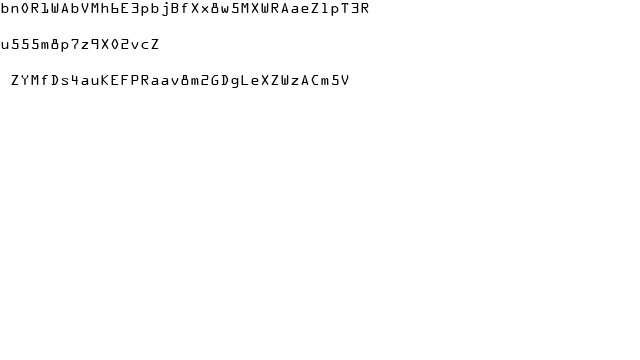 bn0R1WAbVMh6E3pbjBfXx8w5MXWRAaeZ1pT3R
u555m8p7z9X02vcZ
ZYMfDs4auKEFPRaav8m2GDgLeXZWzACm5V